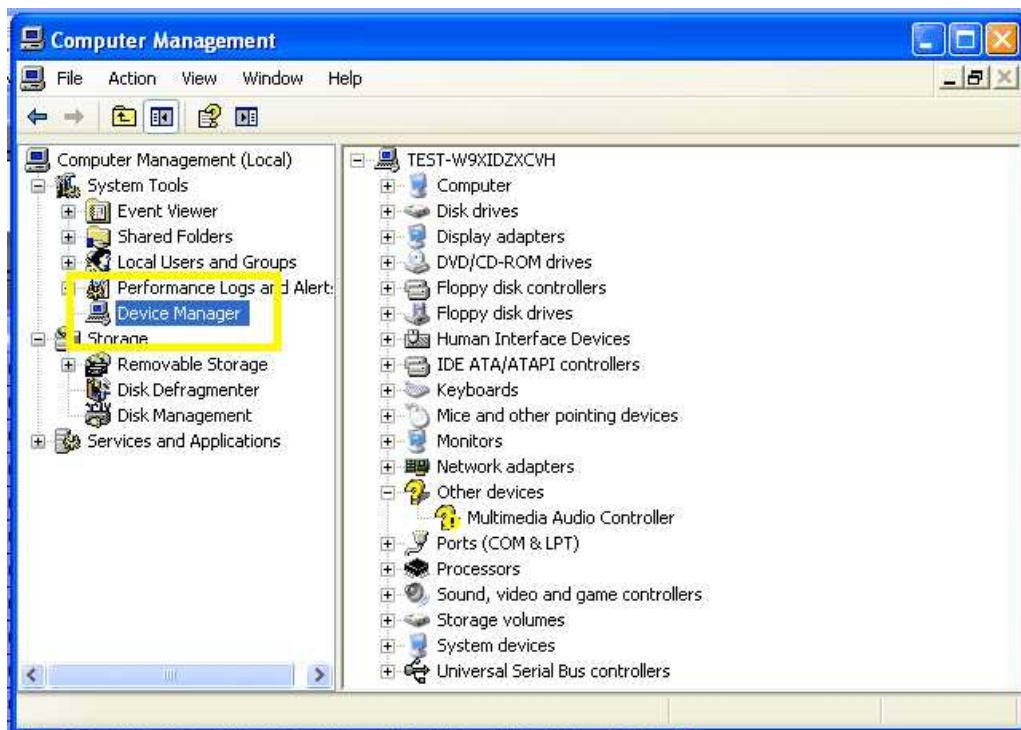 Computer Management
File Action View Window Help
Computer Management (Local)
System Tools
Event Viewer
Shared Folders
Local Users and Groups
Performance Logs and Alert
Device Manager
Storage
Removable Storage
Disk Defragmenter
Disk Management
Services and Applications
TEST-W9XIDZXCVH
Computer
Disk drives
Display adapters
DVD/CD-ROM drives
Floppy disk controllers
Floppy disk drives
Human Interface Devices
IDE ATA/ATAPI controllers
Keyboards
Mice and other pointing devices
Monitors
Network adapters
Other devices
Multimedia Audio Controller
Ports (COM & LPT)
Processors
Sound, video and game controllers
Storage volumes
System devices
Universal Serial Bus controllers